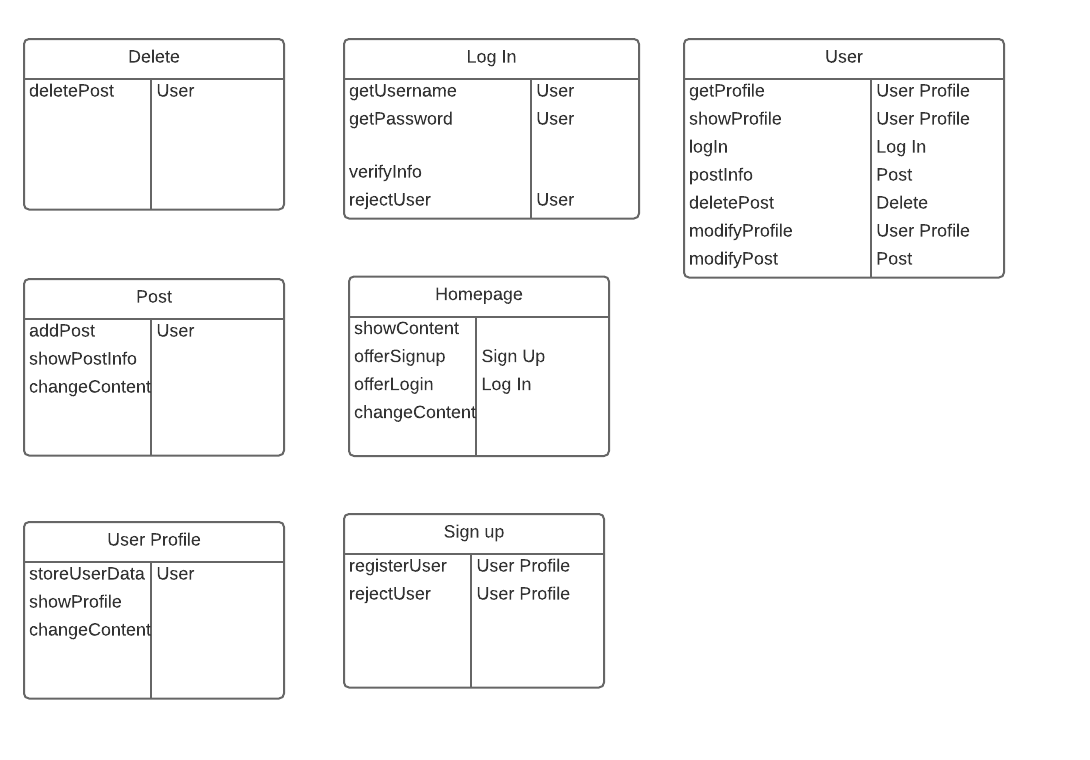 Delete
deletePost User
Log In
getUsername User
getPassword User
verifyInfo
rejectUser User
User
getProfile User Profile
showProfile User Profile
logIn Log In
postInfo Post
deletePost Delete
modifyProfile User Profile
modifyPost Post
Post
addPost User
showPostInfo
changeContent
Homepage
showContent
offerSignup Sign Up
offerLogin Log In
changeContent
User Profile
storeUserData User
showProfile
changeContent
Sign up
registerUser User Profile
rejectUser User Profile